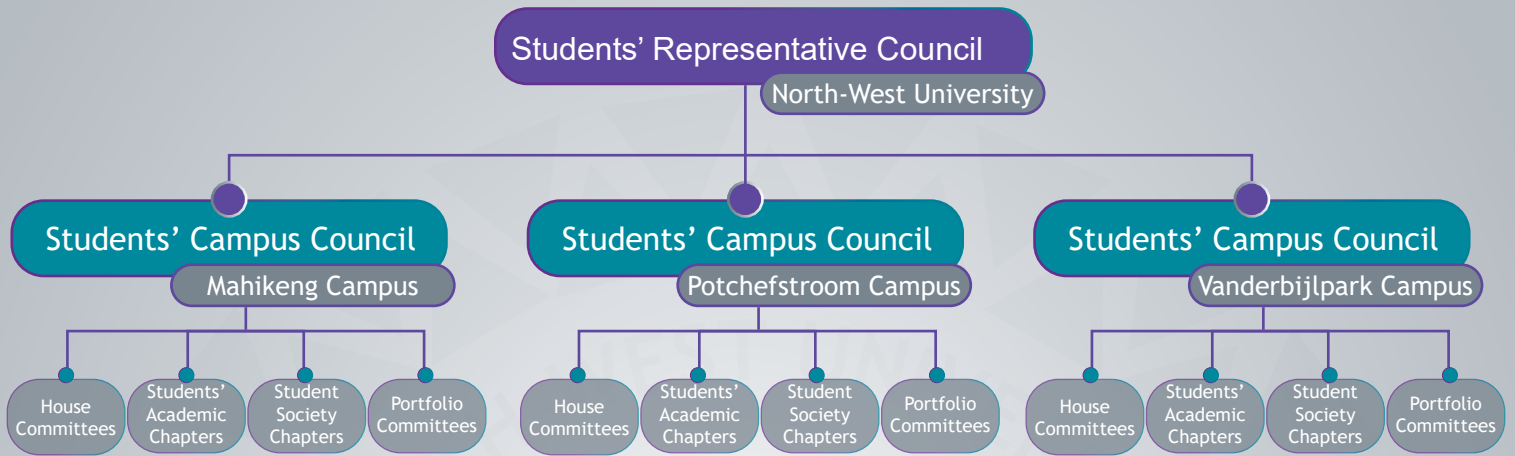 Students’ Representative Council
North-West University
Students’ Campus Council
Mahikeng Campus
Students’ Campus Council
Potchefstroom Campus
Students’ Campus Council
Vanderbijlpark Campus
House
Committees
Students’
Academic
Chapters
Student
Society
Chapters
Portfolio
Committees
House
Committees
Students’
Academic
Chapters
Student
Society
Chapters
Portfolio
Committees
House
Committees
Students’
Academic
Chapters
Student
Society
Chapters
Portfolio
Committees